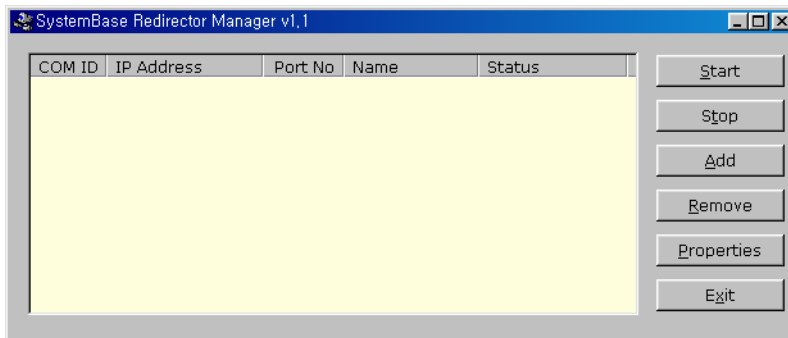 SystemBase Redirector Manager v1,1
COM ID IP Address Port No Name Status
Start
Stop
Add
Remove
Properties
Exit